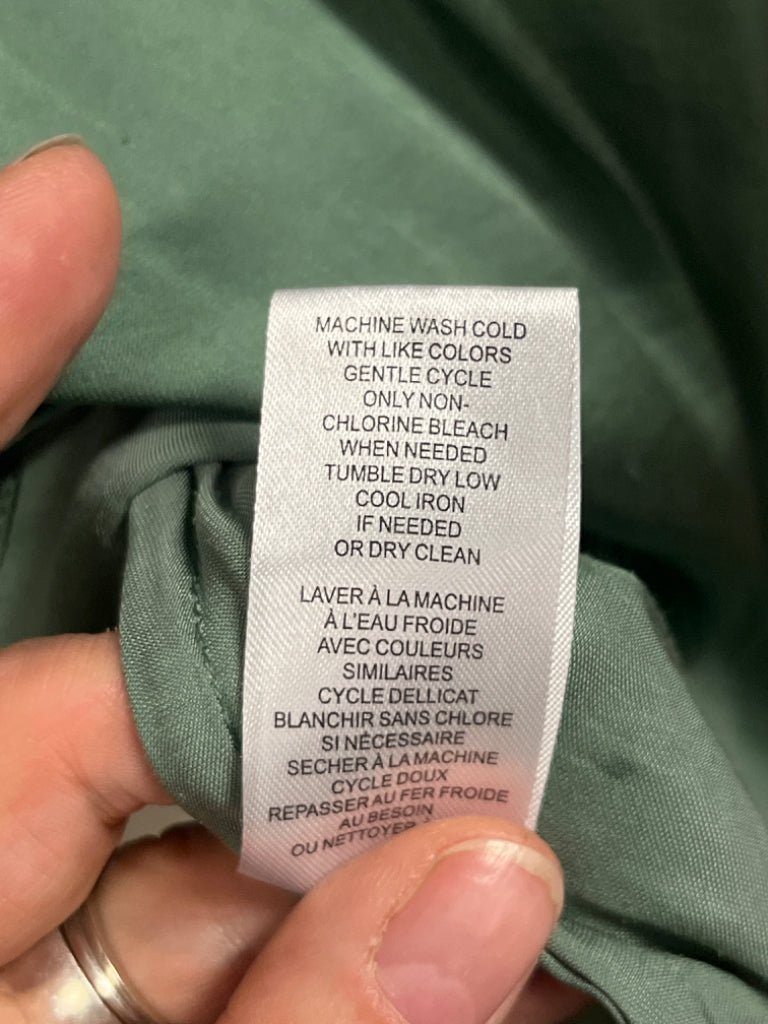 MACHINE WASH COLD
WITH LIKE COLORS
GENTLE CYCLE
ONLY NON-
CHLORINE BLEACH
WHEN NEEDED
TUMBLE DRY LOW
COOL IRON
IF NEEDED
OR DRY CLEAN
LAVER À LA MACHINE
À L'EAU FROIDE
AVEC COULEURS
SIMILAIRES
CYCLE DELLICAT
BLANCHIR SANS CHLORE
SI NÉCESSAIRE
SECHER À LA MACHINE
CYCLE DOUX
REPASSER AU FER FROIDE
AU BESOIN
OU NETTOYER À